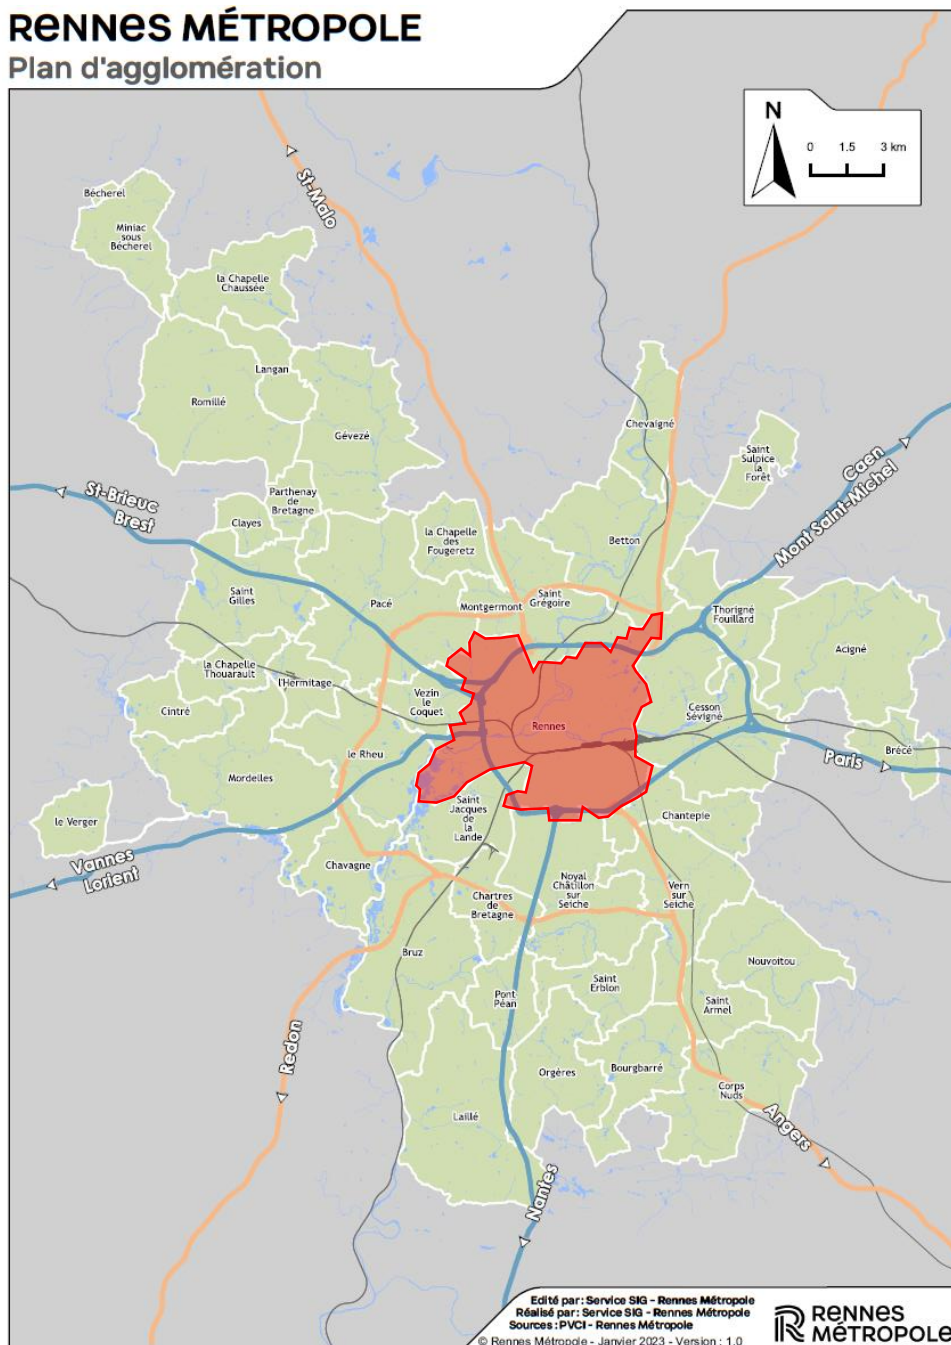 RENNES MÉTROPOLE
Plan d'agglomération
N
0 1.5 3 km
St-Malo
Bécherel
Miniac
sous
Bécherel
la Chapelle
Chaussée
Langan
Romillé
Gévezé
Chevaigné
Saint
Sulpice
la
Forêt
Caen
Mont Saint-Michel
St-Brieuc
Brest
Parthenay
de
Bretagne
Clayes
la Chapelle
des
Fougeretz
Betton
Saint
Gilles
Pacé
Montgermont
Saint
Grégoire
Thorigné
Fouillard
Acigné
la Chapelle
Thouarault
l'Hermitage
Vezin
le
Coquet
Cintré
Rennes
Cesson
Sévigné
le Rheu
Mordelles
Brécé
Paris
le Verger
Saint
Jacques
de
la
Lande
Chantepie
Vannes
Lorient
Chavagne
Chartres
de
Bretagne
Noyal
Châtillon
sur
Seiche
Vern
sur
Seiche
Bruz
Nouvoitou
Pont
Péan
Saint
Erblon
Saint
Armel
Redon
Orgères
Bourgbarré
Corps
Nuds
Laillé
Angers
Nantes
Edité par : Service SIG - Rennes Métropole
Réalisé par : Service SIG - Rennes Métropole
Sources : PVCI - Rennes Métropole
© Rennes Métropole - Janvier 2023 - Version : 1.0
RENNES
MÉTROPOLE